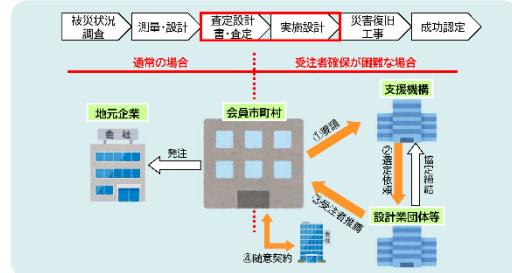 被災状況
調査
測量・設計
査定設計
書・査定
実施設計
災害復旧
工事
成功認定
通常の場合
受注者確保が困難な場合
地元企業
会社
会員市町村
支援機構
発注
①要請
②選定依頼
協定締結
③受注者推薦
設計業団体等
④随意契約
会社